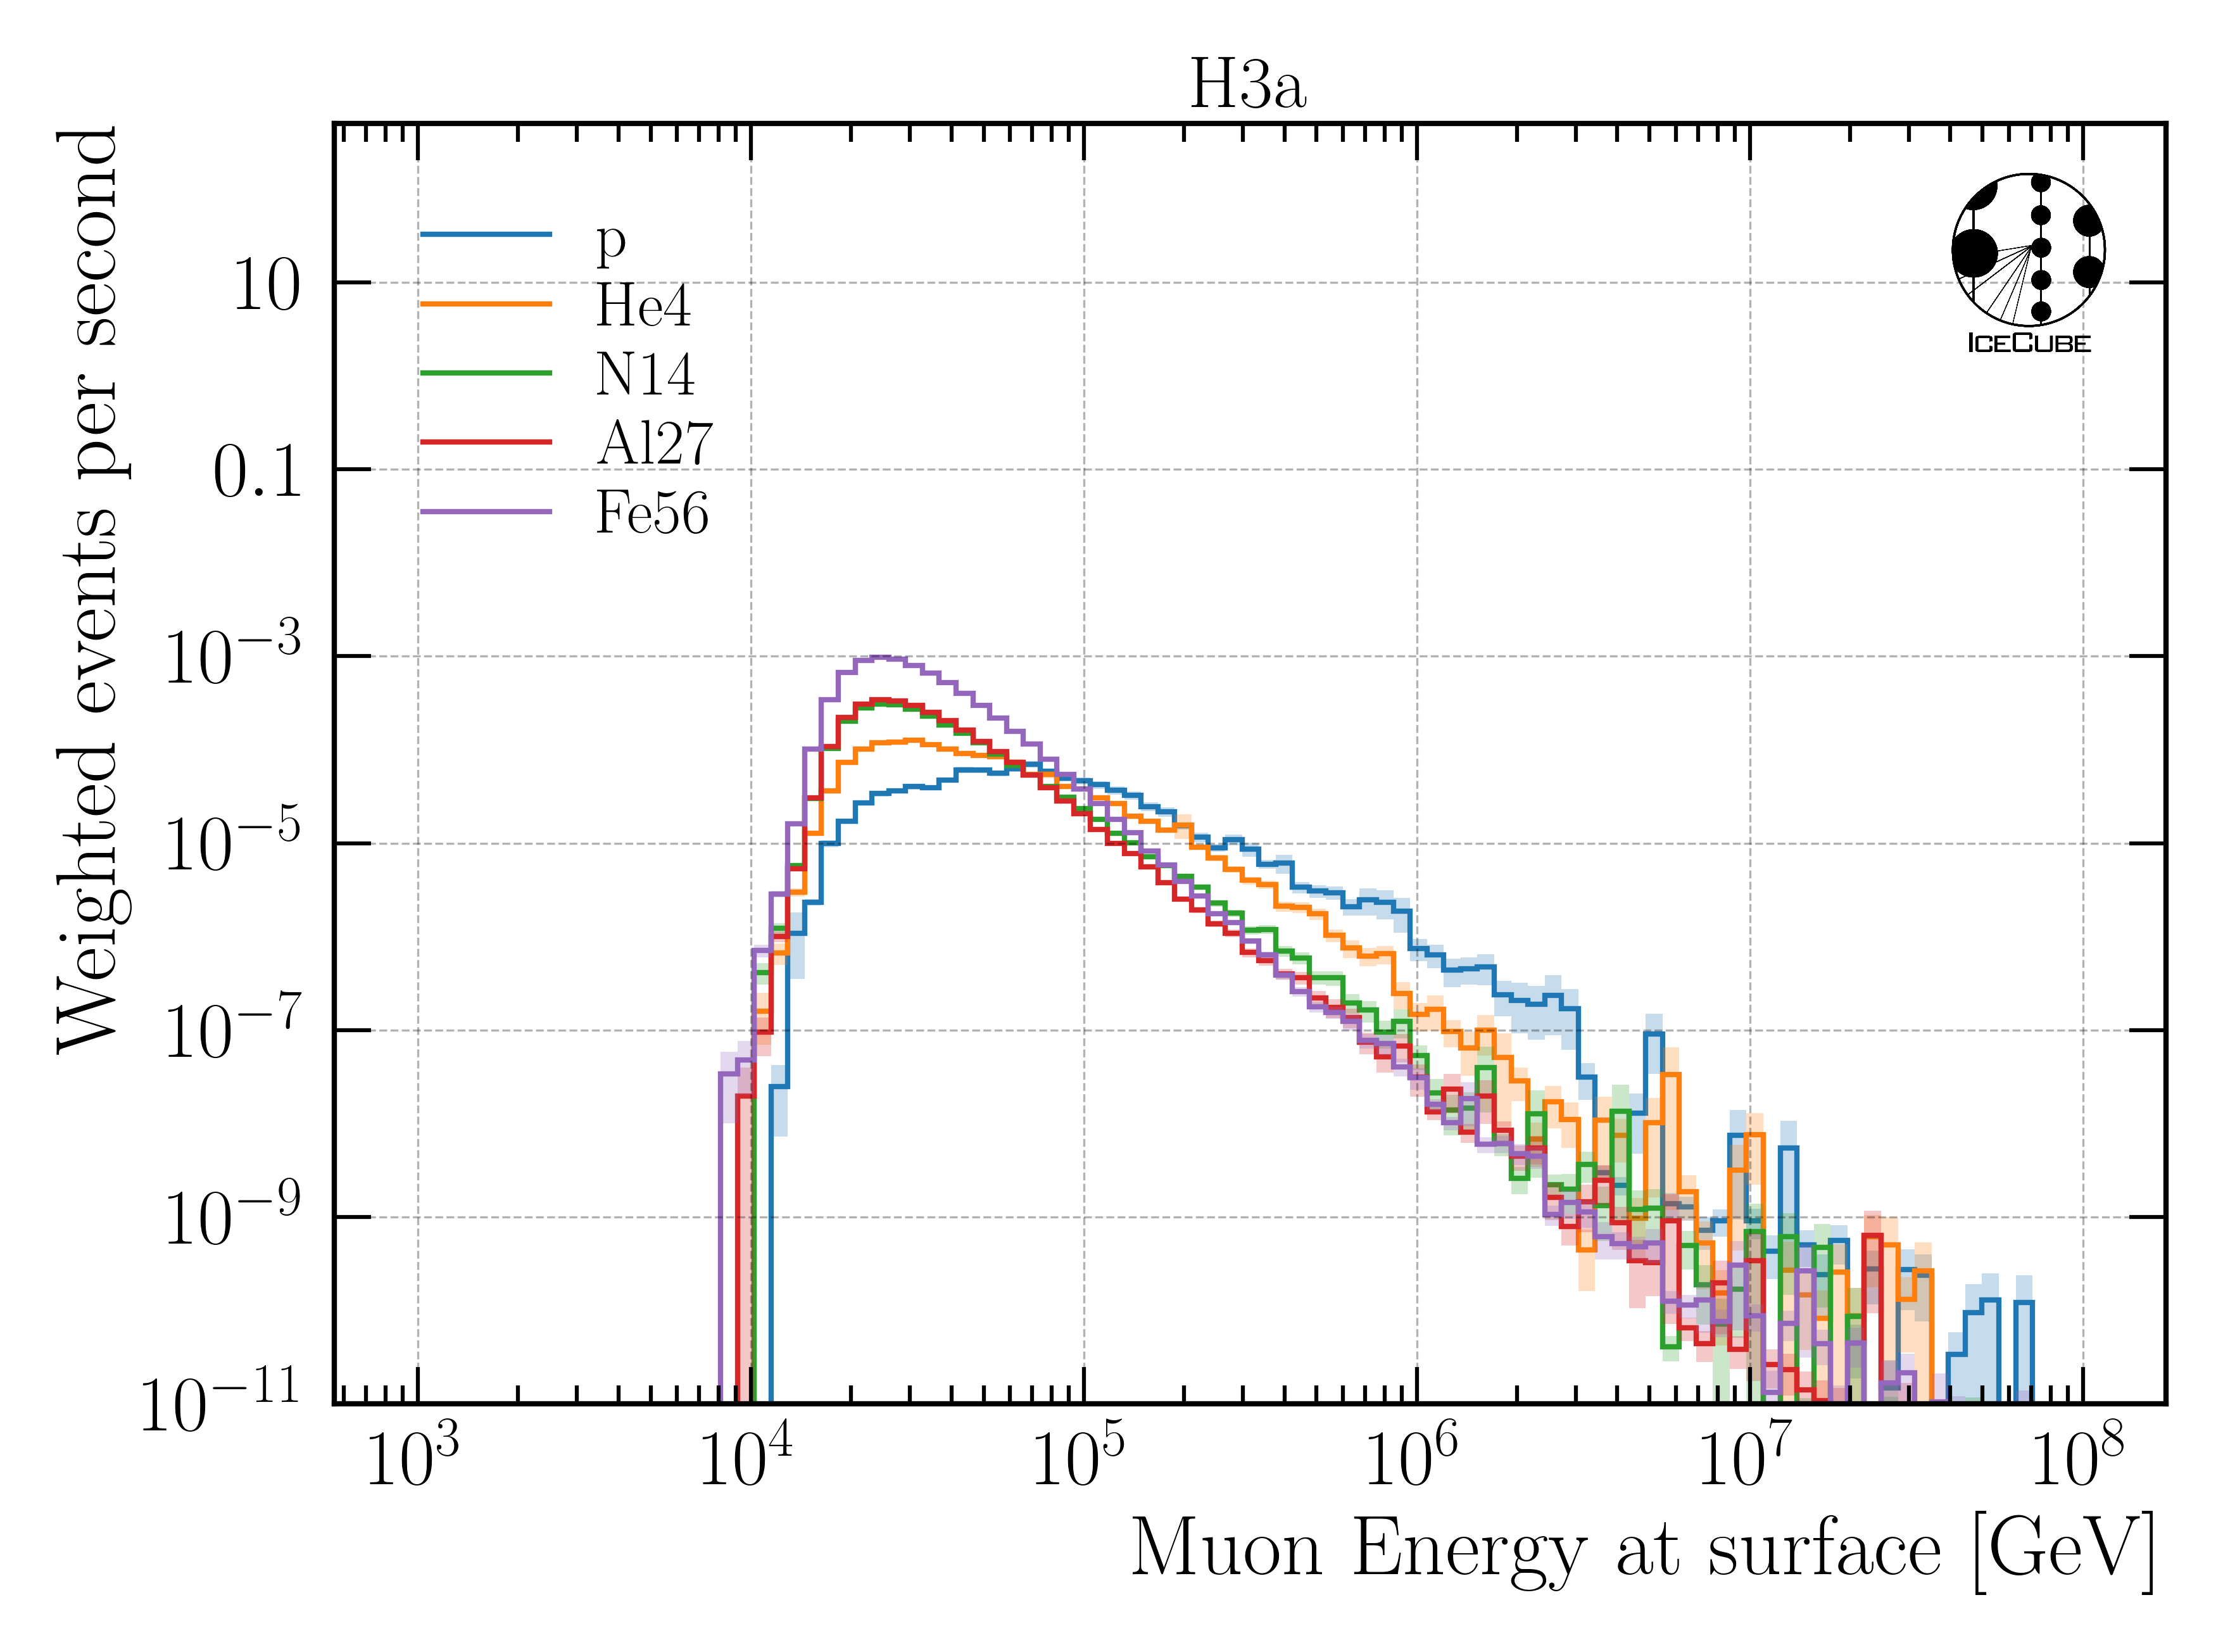 H3a
Weighted events per second
10
0.1
10⁻³
10⁻⁵
10⁻⁷
10⁻⁹
10⁻¹¹
p
He4
N14
Al27
Fe56
ICECUBE
10³ 10⁴ 10⁵ 10⁶ 10⁷ 10⁸
Muon Energy at surface [GeV]